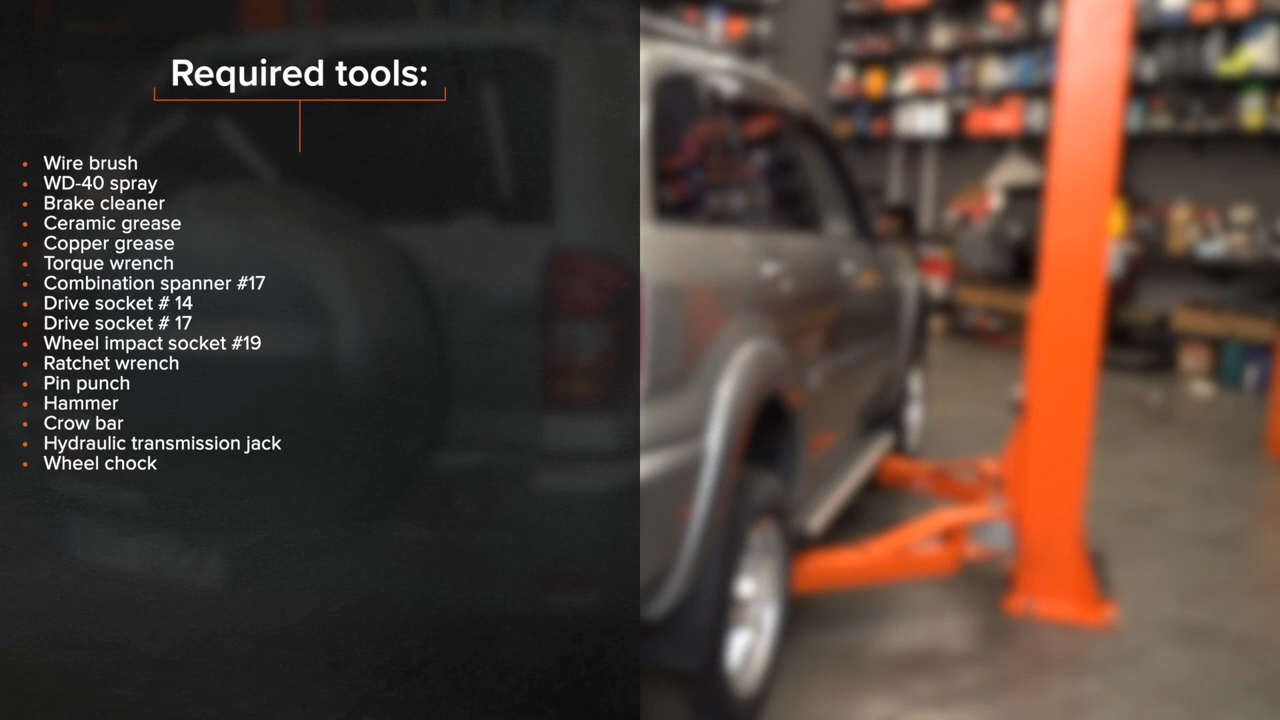 Required tools:
• Wire brush
• WD-40 spray
• Brake cleaner
• Ceramic grease
• Copper grease
• Torque wrench
• Combination spanner #17
• Drive socket # 14
• Drive socket # 17
• Wheel impact socket #19
• Ratchet wrench
• Pin punch
• Hammer
• Crow bar
• Hydraulic transmission jack
• Wheel chock